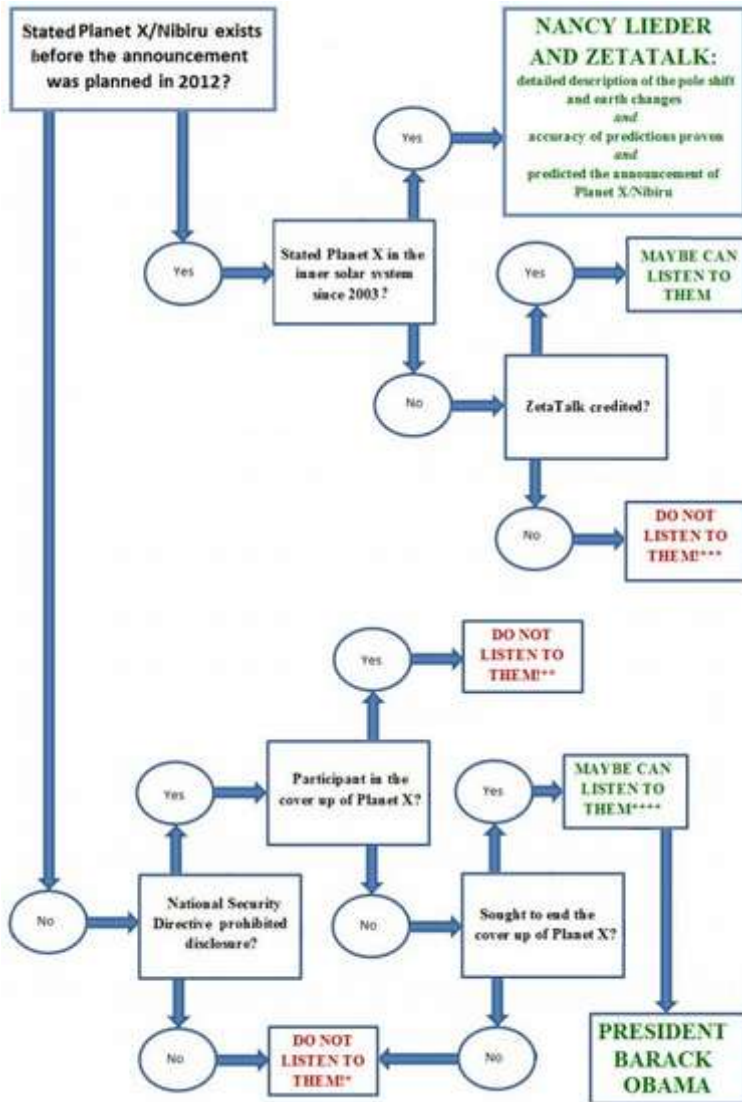 Stated Planet X/Nibiru exists
before the announcement
was planned in 2012?
NANCY LIEDER
AND ZETATALK:
detailed description of the pole shift
and earth changes
and
accuracy of predictions proven
and
predicted the announcement of
Planet X/Nibiru
Yes
Yes
Stated Planet X in the
inner solar system
since 2003?
Yes
MAYBE CAN
LISTEN TO
THEM
No
ZetaTalk credited?
No
DO NOT
LISTEN TO
THEM!***
Yes
DO NOT
LISTEN TO
THEM!**
Yes
Participant in the
cover up of Planet X?
Yes
MAYBE CAN
LISTEN TO
THEM****
No
National Security
Directive prohibited
disclosure?
No
Sought to end the
cover up of Planet X?
No
DO NOT
LISTEN TO
THEM!*
No
PRESIDENT
BARACK
OBAMA